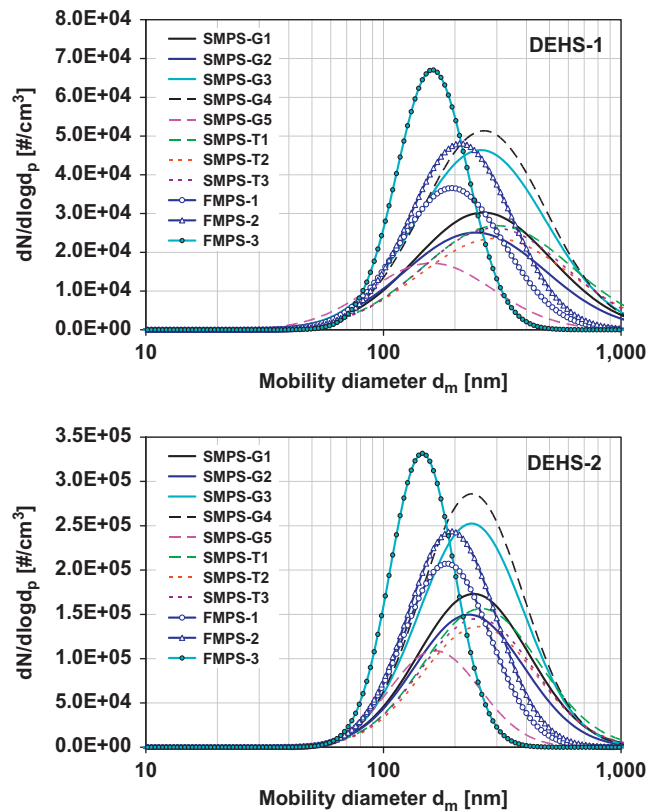 8.0E+04
7.0E+04
6.0E+04
5.0E+04
4.0E+04
3.0E+04
2.0E+04
1.0E+04
0.0E+00
dN/dlogdp [#/cm3]
SMPS-G1
SMPS-G2
SMPS-G3
SMPS-G4
SMPS-G5
SMPS-T1
SMPS-T2
SMPS-T3
FMPS-1
FMPS-2
FMPS-3
DEHS-1
10 100 1,000
Mobility diameter dm [nm]
3.5E+05
3.0E+05
2.5E+05
2.0E+05
1.5E+05
1.0E+05
5.0E+04
0.0E+00
dN/dlogdp [#/cm3]
SMPS-G1
SMPS-G2
SMPS-G3
SMPS-G4
SMPS-G5
SMPS-T1
SMPS-T2
SMPS-T3
FMPS-1
FMPS-2
FMPS-3
DEHS-2
10 100 1,000
Mobility diameter dm [nm]